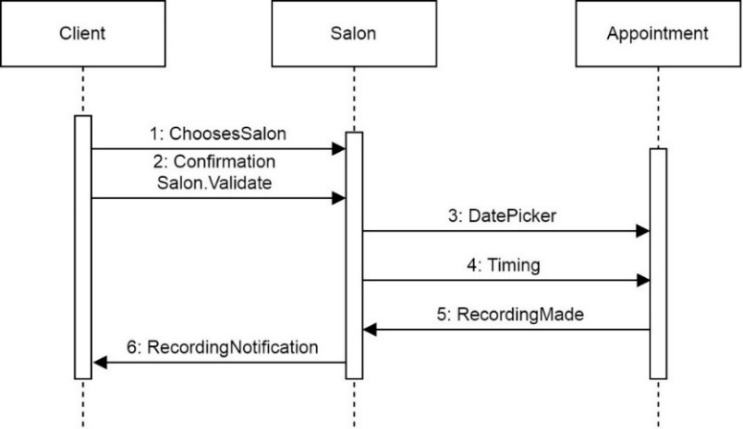 Client
Salon
Appointment
1: ChoosesSalon
2: Confirmation
Salon.Validate
3: DatePicker
4: Timing
5: RecordingMade
6: RecordingNotification